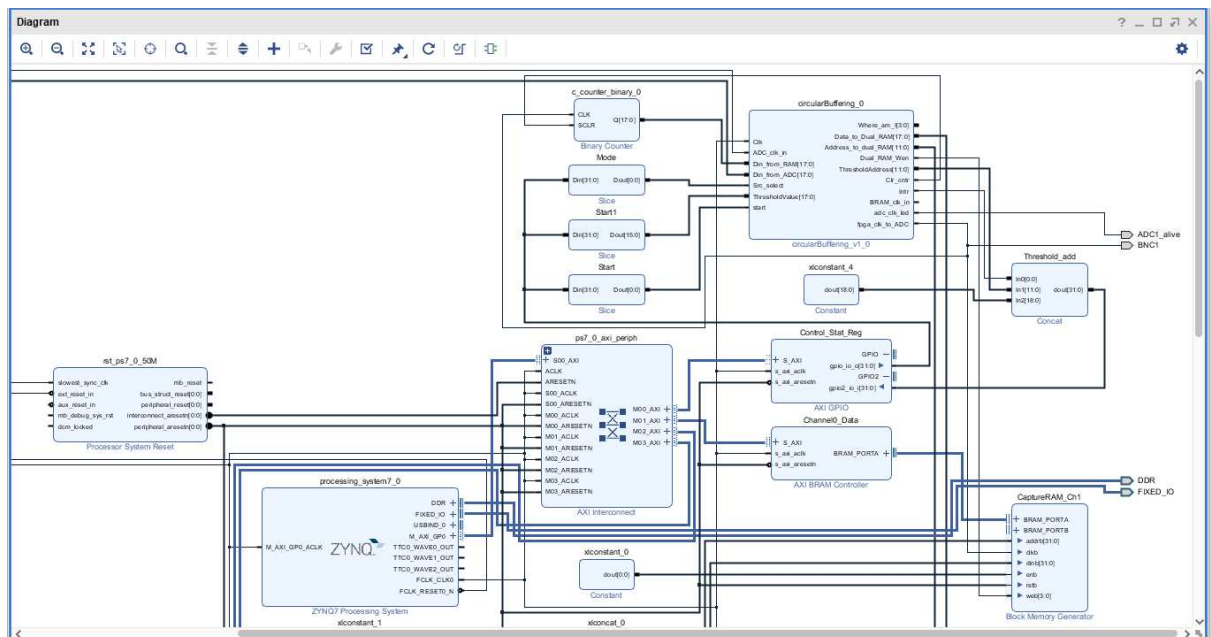 Diagram
c_counter_binary_0
CLK
SCLR
Q[17:0]
Binary Counter
Mode
Din[31:0] Dout[0:0]
Slice
Start1
Din[31:0] Dout[15:0]
Slice
Start
Din[31:0] Dout[0:0]
Slice
circularBuffering_0
Clk
ADC_clk_in
Din_from_RAM[17:0]
Din_from_ADC[17:0]
Src_select
ThresholdValue[17:0]
start
Where_am_I[3:0]
Data_to_Dual_RAM[17:0]
Address_to_dual_RAM[11:0]
Dual_RAM_Wen
ThresholdAddress[11:0]
Clr_cntr
Intr
BRAM_clk_in
adc_clk_led
fpga_clk_to_ADC
circularBuffering_v1_0
ADC1_alive
BNC1
xlconstant_4
dout[18:0]
Constant
Threshold_add
In0[0:0]
In1[11:0]
In2[18:0]
dout[31:0]
Concat
rst_ps7_0_50M
slowest_sync_clk
ext_reset_in
aux_reset_in
mb_debug_sys_rst
dcm_locked
mb_reset
bus_struct_reset[0:0]
peripheral_reset[0:0]
interconnect_aresetn[0:0]
peripheral_aresetn[0:0]
Processor System Reset
ps7_0_axi_periph
S00_AXI
ACLK
ARESETN
S00_ACLK
S00_ARESETN
M00_ACLK
M00_ARESETN
M01_ACLK
M01_ARESETN
M02_ACLK
M02_ARESETN
M03_ACLK
M03_ARESETN
M00_AXI
M01_AXI
M02_AXI
M03_AXI
AXI Interconnect
Control_Stat_Reg
S_AXI
s_axi_aclk
s_axi_aresetn
GPIO
gpio_io_o[31:0]
GPIO2
gpio2_io_i[31:0]
AXI GPIO
Channel0_Data
S_AXI
s_axi_aclk
s_axi_aresetn
BRAM_PORTA
AXI BRAM Controller
DDR
FIXED_IO
processing_system7_0
M_AXI_GP0_ACLK
ZYNQ
DDR
FIXED_IO
USBIND_0
M_AXI_GP0
TTC0_WAVE0_OUT
TTC0_WAVE1_OUT
TTC0_WAVE2_OUT
FCLK_CLK0
FCLK_RESET0_N
ZYNQ7 Processing System
xlconstant_0
dout[0:0]
Constant
CaptureRAM_Ch1
BRAM_PORTA
BRAM_PORTB
addrb[31:0]
clkb
dinb[31:0]
enb
rstb
web[3:0]
Block Memory Generator
xlconstant_1
xlconcat_0